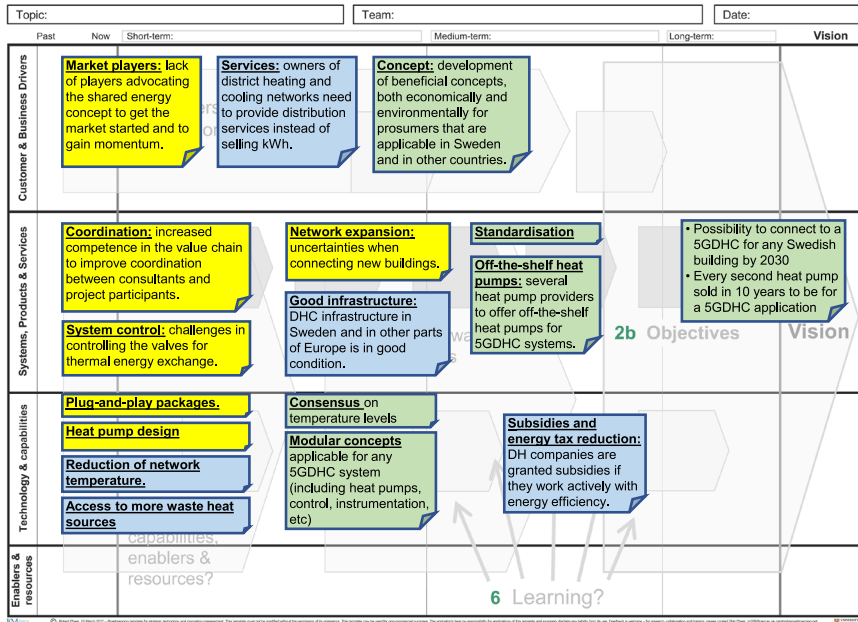 Topic:
Team:
Date:
Past
Now
Short-term:
Medium-term:
Long-term:
Vision
Customer & Business Drivers
Market players: lack
of players advocating
the shared energy
concept to get the
market started and to
gain momentum.
Services: owners of
district heating and
cooling networks need
to provide distribution
services instead of
selling kWh.
Concept: development
of beneficial concepts,
both economically and
environmentally for
prosumers that are
applicable in Sweden
and in other countries.
Systems, Products & Services
Coordination: increased
competence in the value chain
to improve coordination
between consultants and
project participants.
System control: challenges in
controlling the valves for
thermal energy exchange.
Network expansion:
uncertainties when
connecting new buildings.
Good infrastructure:
DHC infrastructure in
Sweden and in other parts
of Europe is in good
condition.
Standardisation
Off-the-shelf heat
pumps: several
heat pump providers
to offer off-the-shelf
heat pumps for
5GDHC systems.
• Possibility to connect to a
5GDHC for any Swedish
building by 2030
• Every second heat pump
sold in 10 years to be for
a 5GDHC application
2b Objectives
Vision
Technology & capabilities
Plug-and-play packages.
Heat pump design
Reduction of network
temperature.
Access to more waste heat
sources
Consensus on
temperature levels
Modular concepts
applicable for any
5GDHC system
(including heat pumps,
control, instrumentation,
etc)
Subsidies and
energy tax reduction:
DH companies are
granted subsidies if
they work actively with
energy efficiency.
capabilities,
enablers &
resources?
Enablers &
resources
6 Learning?